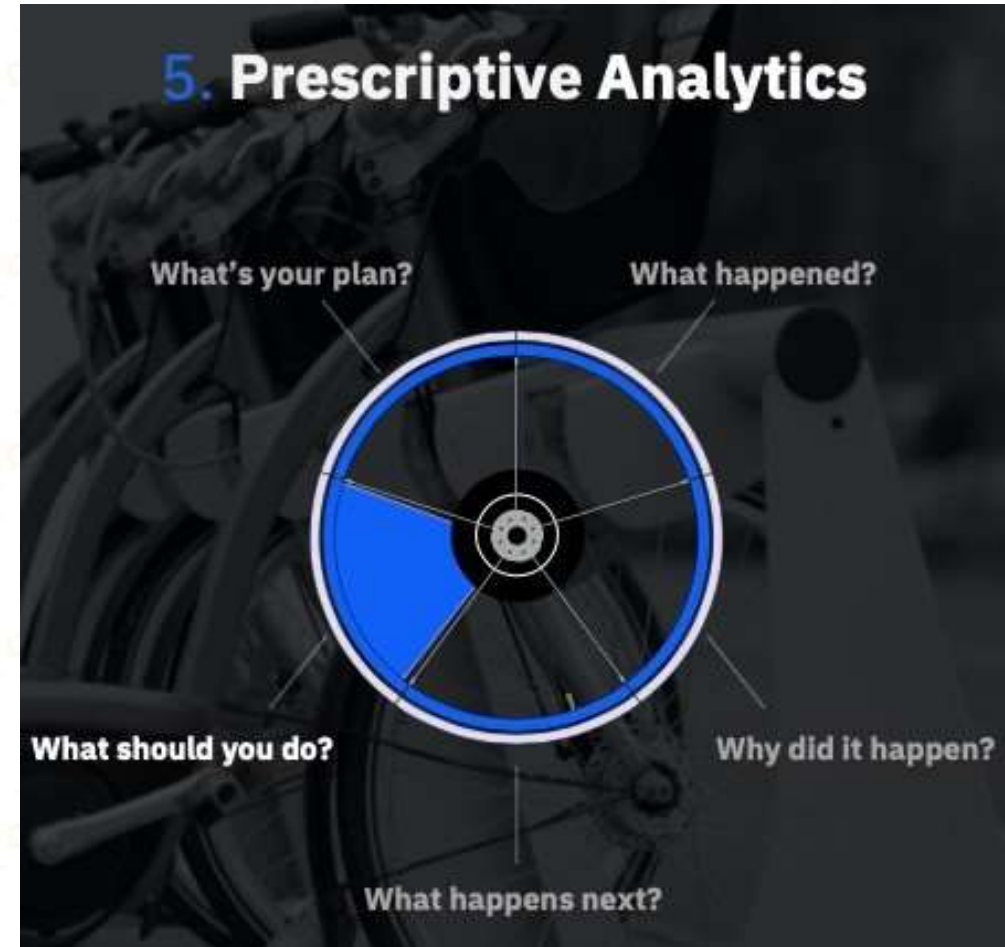 5. Prescriptive Analytics
What's your plan?
What happened?
What should you do?
Why did it happen?
What happens next?